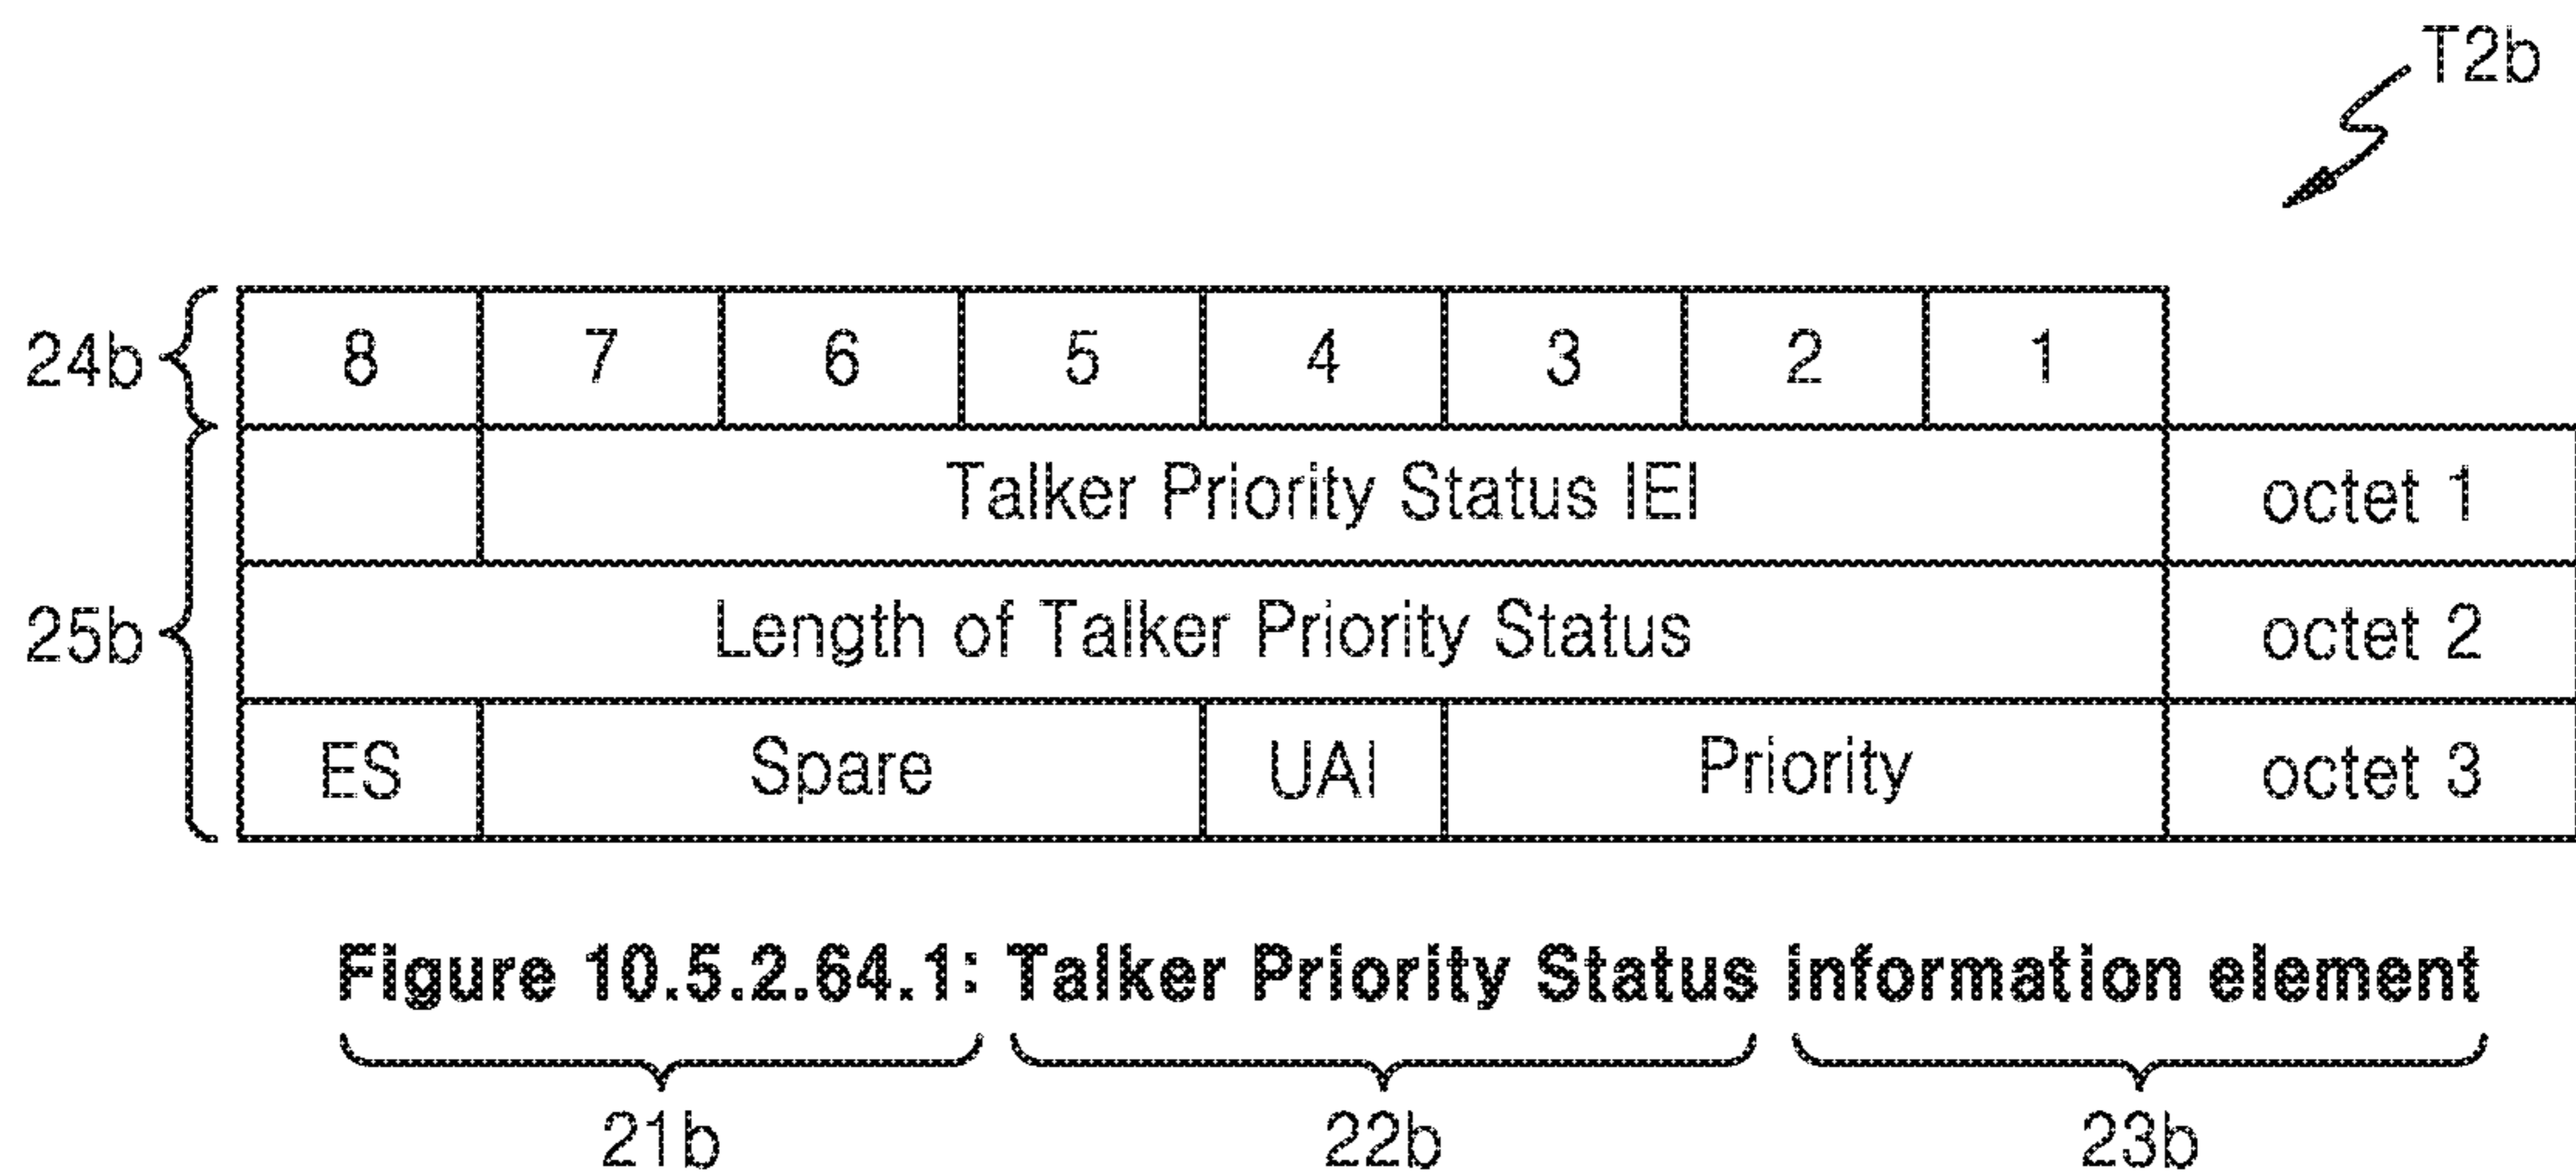 T2b
24b 8 7 6 5 4 3 2 1
Talker Priority Status IEI octet 1
25b Length of Talker Priority Status octet 2
ES Spare UAI Priority octet 3
Figure 10.5.2.64.1: Talker Priority Status information element
21b 22b 23b